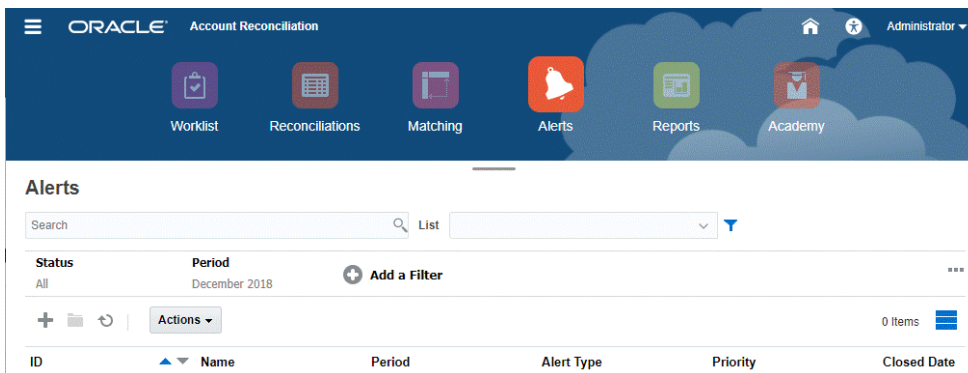 ORACLE Account Reconciliation Administrator
Worklist Reconciliations Matching Alerts Reports Academy
Alerts
Search List
Status Period
Add a Filter
All December 2018
Actions 0 Items
ID Name Period Alert Type Priority Closed Date